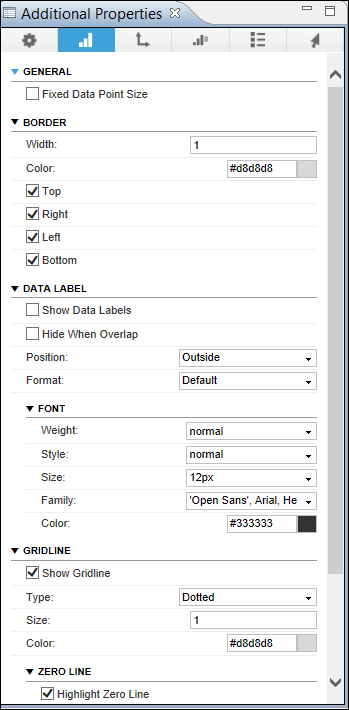 Additional Properties
GENERAL
Fixed Data Point Size
BORDER
Width: 1
Color: #d8d8d8
Top
Right
Left
Bottom
DATA LABEL
Show Data Labels
Hide When Overlap
Position: Outside
Format: Default
FONT
Weight: normal
Style: normal
Size: 12px
Family: 'Open Sans', Arial, He
Color: #333333
GRIDLINE
Show Gridline
Type: Dotted
Size: 1
Color: #d8d8d8
ZERO LINE
Highlight Zero Line